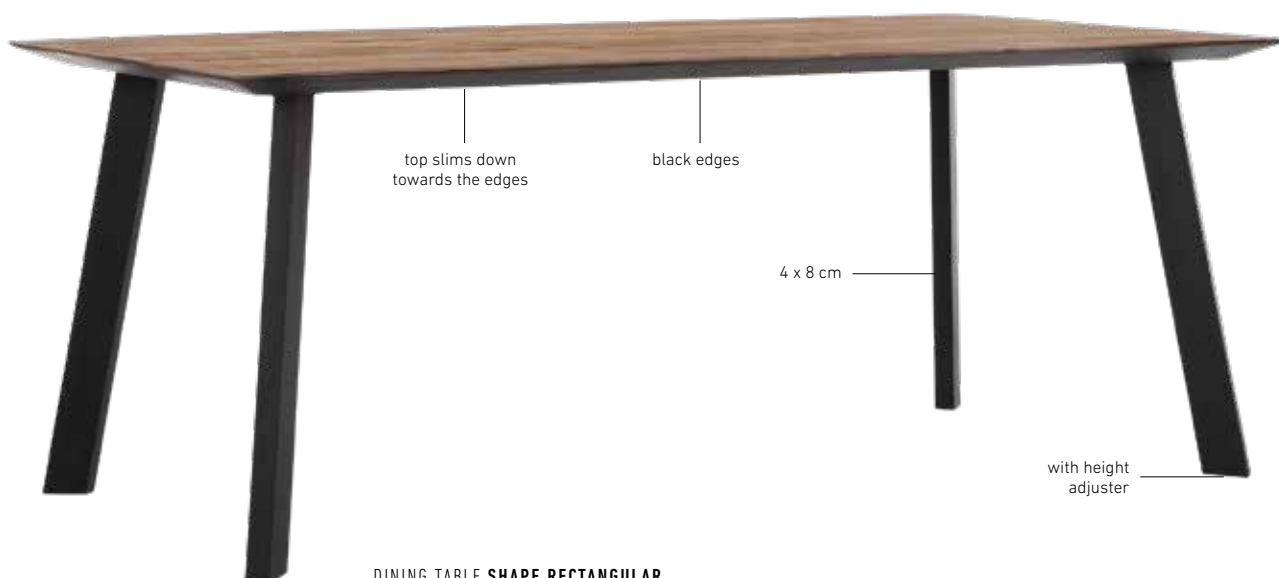 top slims down
towards the edges
black edges
4 x 8 cm
with height
adjuster
DINING TABLE SHAPE RECTANGULAR